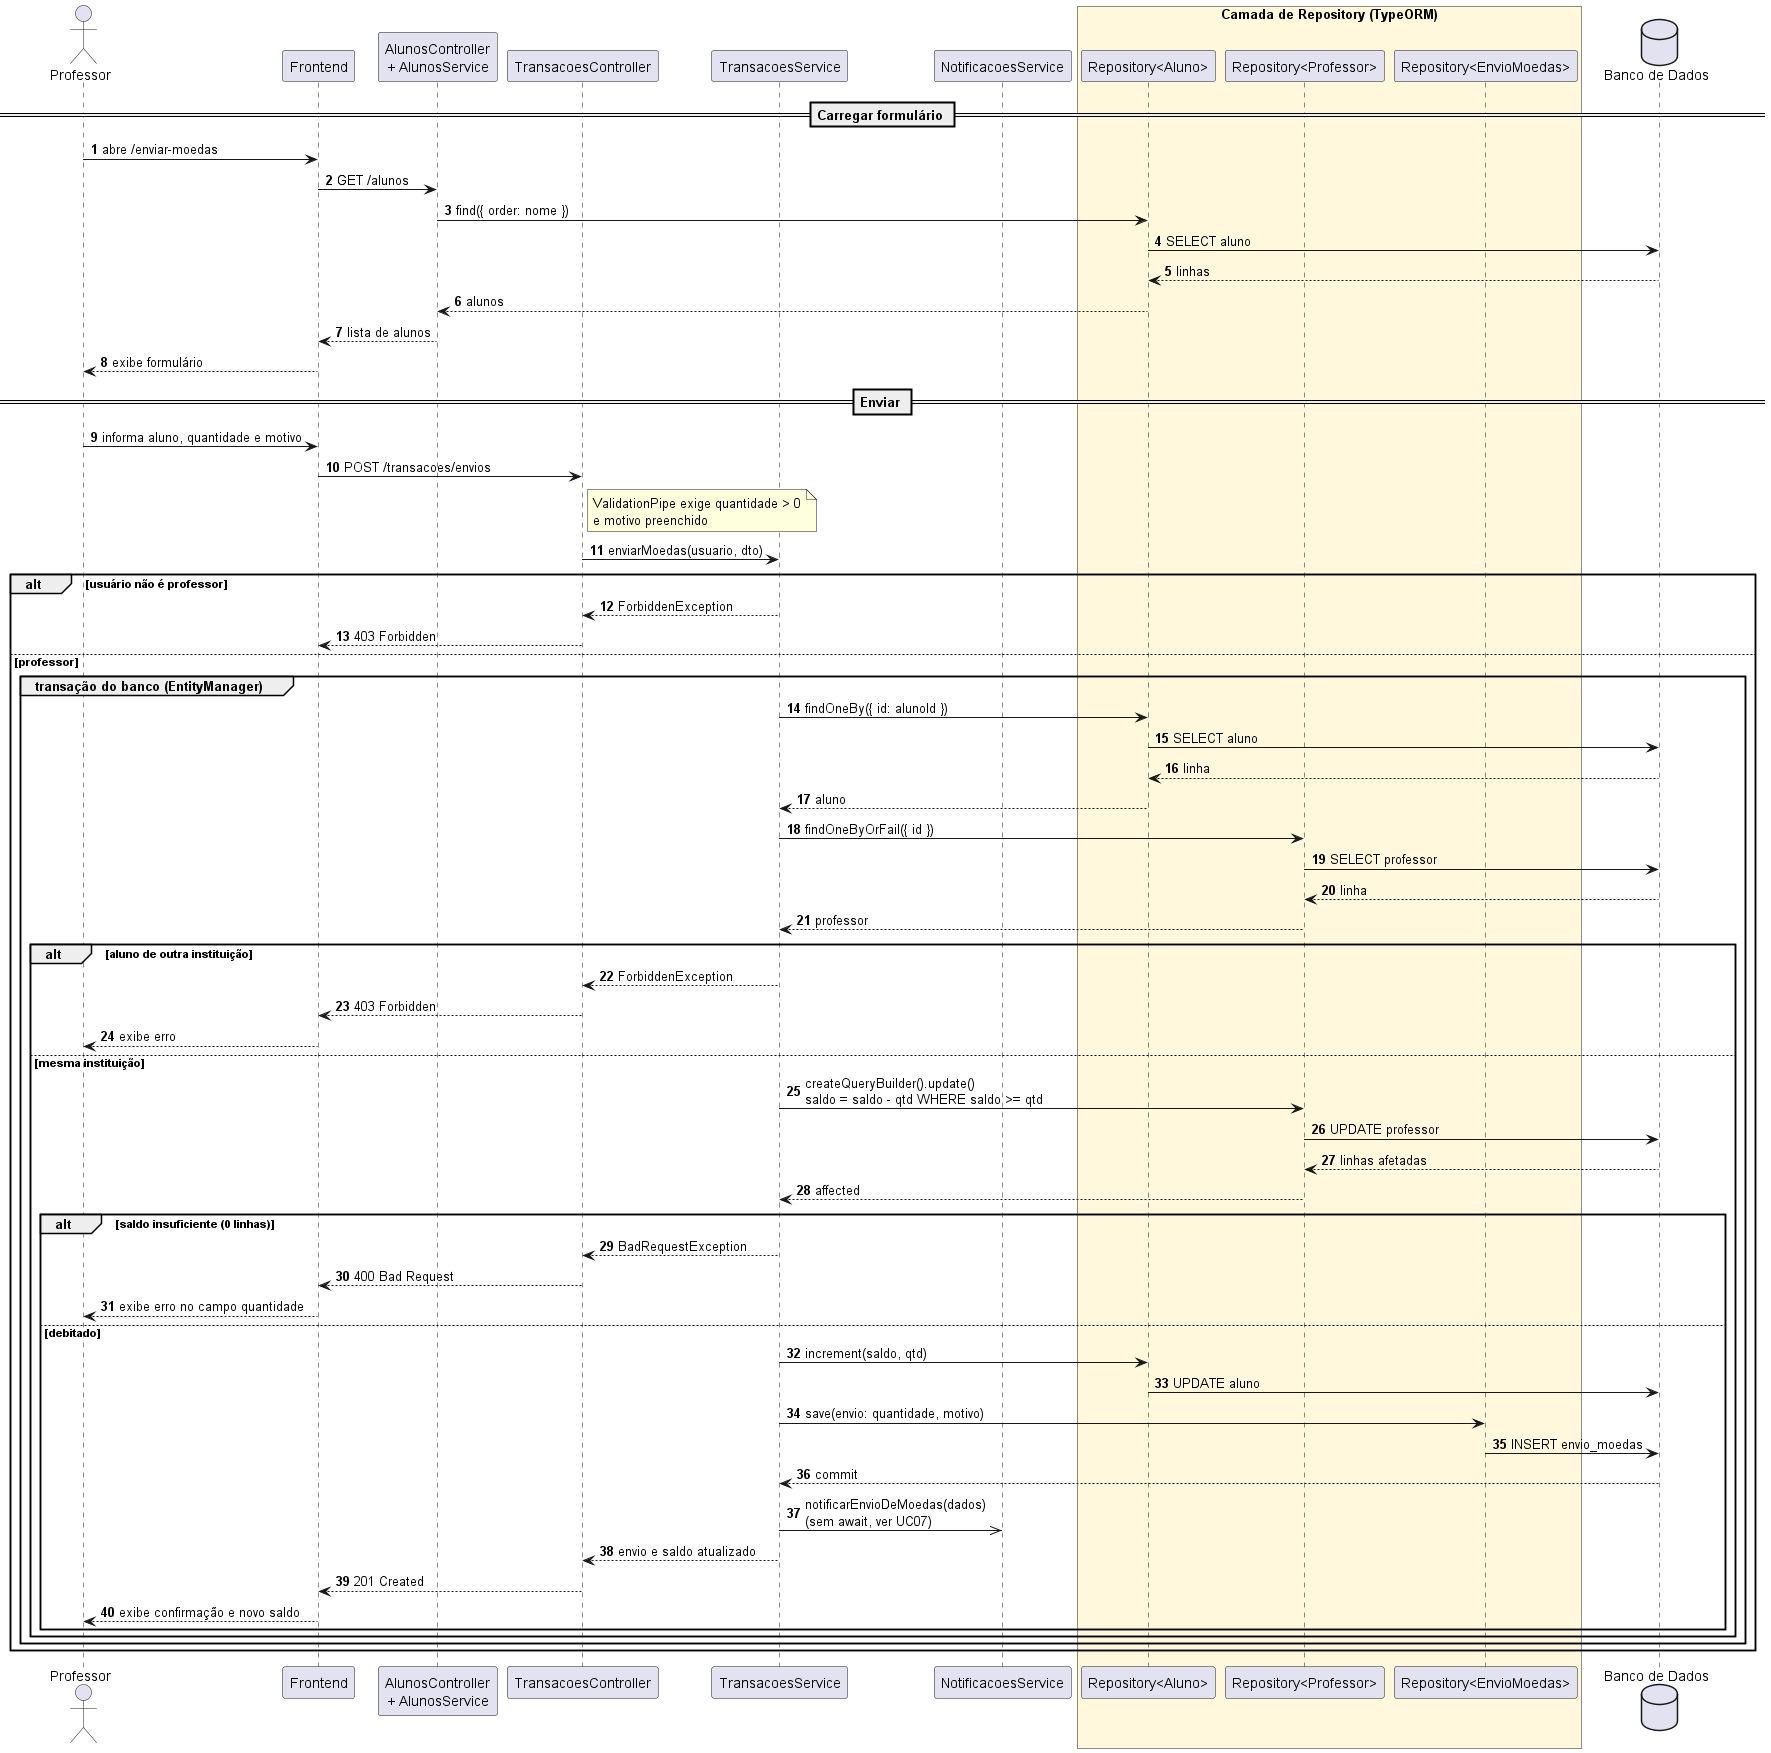 Camada de Repository (TypeORM)
Professor
Frontend
AlunosController
+ AlunosService
TransacoesController
TransacoesService
NotificacoesService
Repository<Aluno>
Repository<Professor>
Repository<EnvioMoedas>
Banco de Dados
Carregar formulário
1 abre /enviar-moedas
2 GET /alunos
3 find({ order: nome })
4 SELECT aluno
5 linhas
6 alunos
7 lista de alunos
8 exibe formulário
Enviar
9 informa aluno, quantidade e motivo
10 POST /transacoes/envios
ValidationPipe exige quantidade > 0
e motivo preenchido
11 enviarMoedas(usuario, dto)
alt [usuário não é professor]
12 ForbiddenException
13 403 Forbidden
[professor]
transação do banco (EntityManager)
14 findOneBy({ id: alunoId })
15 SELECT aluno
16 linha
17 aluno
18 findOneByOrFail({ id })
19 SELECT professor
20 linha
21 professor
alt [aluno de outra instituição]
22 ForbiddenException
23 403 Forbidden
24 exibe erro
[mesma instituição]
25 createQueryBuilder().update()
saldo = saldo - qtd WHERE saldo >= qtd
26 UPDATE professor
27 linhas afetadas
28 affected
alt [saldo insuficiente (0 linhas)]
29 BadRequestException
30 400 Bad Request
31 exibe erro no campo quantidade
[debitado]
32 increment(saldo, qtd)
33 UPDATE aluno
34 save(envio: quantidade, motivo)
35 INSERT envio_moedas
36 commit
37 notificarEnvioDeMoedas(dados)
(sem await, ver UC07)
38 envio e saldo atualizado
39 201 Created
40 exibe confirmação e novo saldo
Professor
Frontend
AlunosController
+ AlunosService
TransacoesController
TransacoesService
NotificacoesService
Repository<Aluno>
Repository<Professor>
Repository<EnvioMoedas>
Banco de Dados